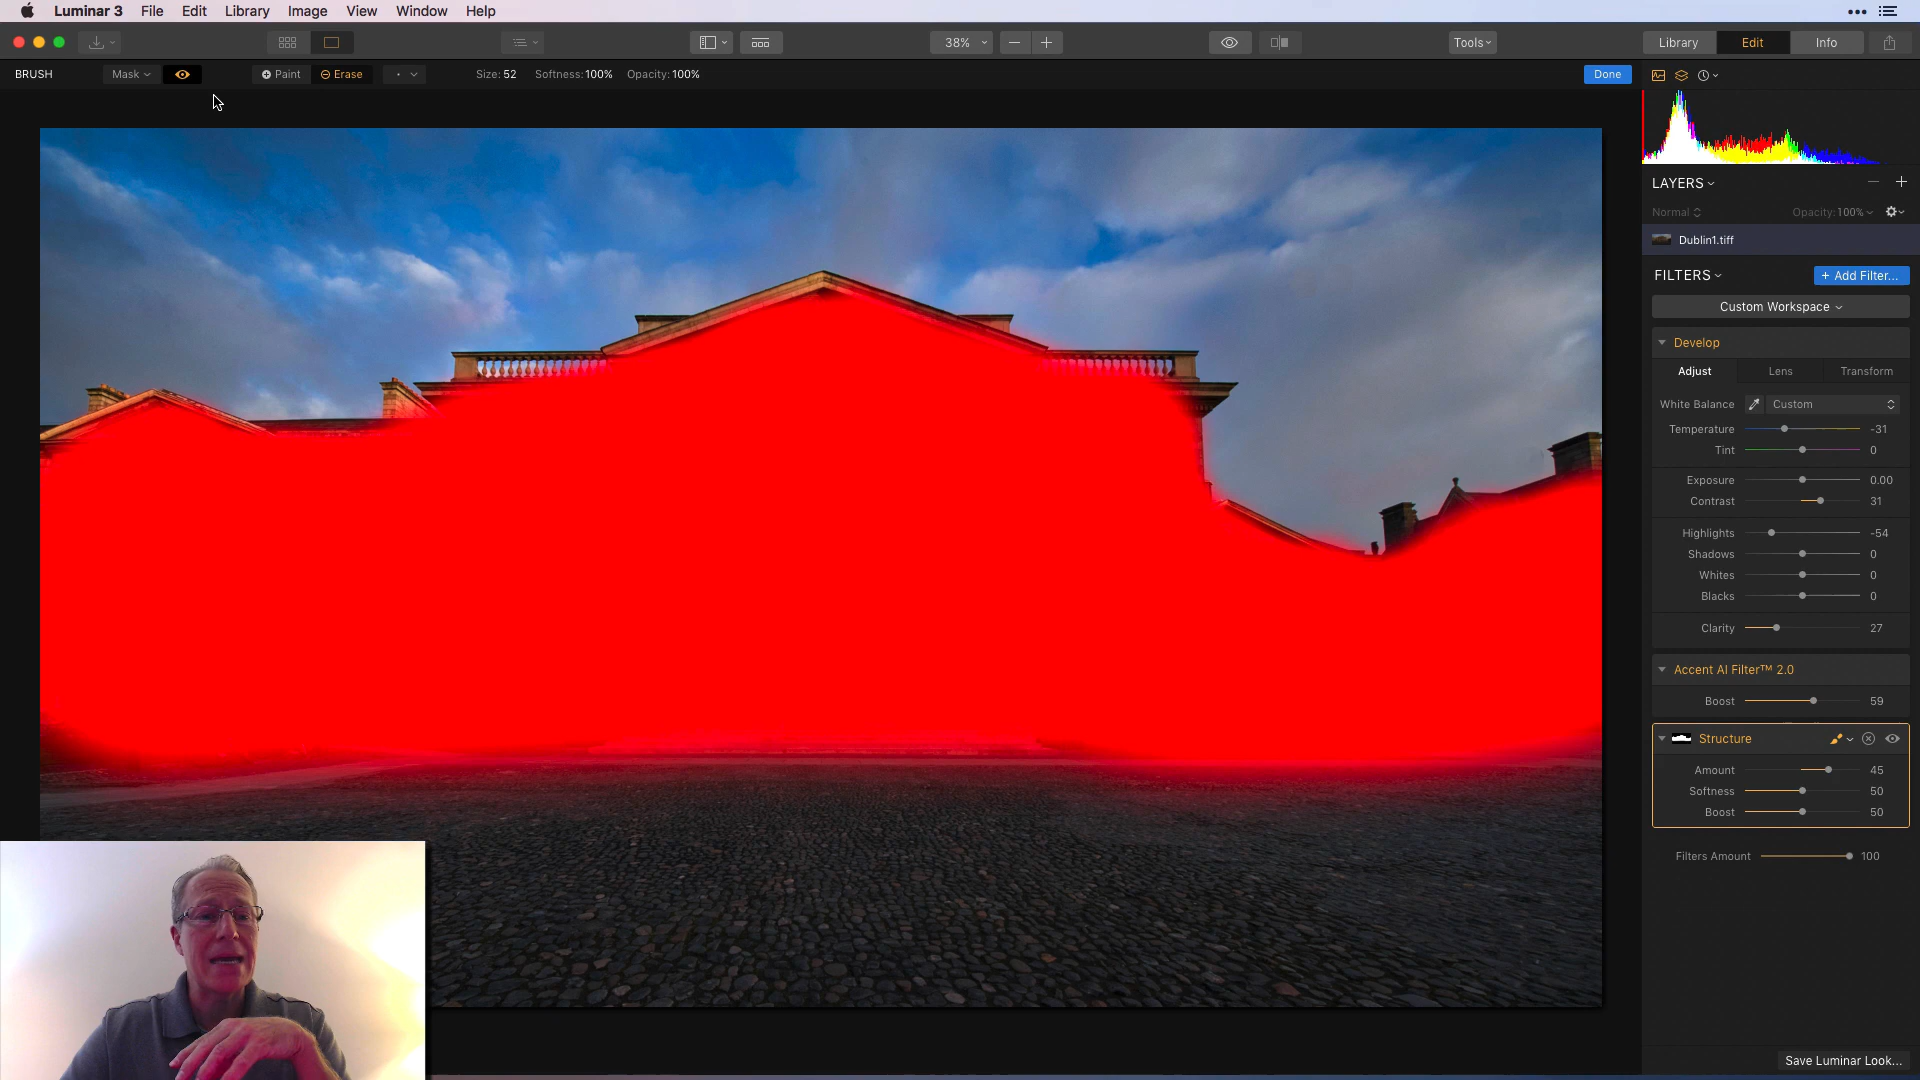 Luminar 3 File Edit Library Image View Window Help
38% Tools Library Edit Info
BRUSH Mask Paint Erase Size: 52 Softness: 100% Opacity: 100% Done
LAYERS
Normal Opacity: 100%
Dublin1.tiff
FILTERS + Add Filter...
Custom Workspace
Develop
Adjust Lens Transform
White Balance Custom
Temperature -31
Tint 0
Exposure 0.00
Contrast 31
Highlights -54
Shadows 0
Whites 0
Blacks 0
Clarity 27
Accent AI Filter™ 2.0
Boost 59
Structure
Amount 45
Softness 50
Boost 50
Filters Amount 100
Save Luminar Look...